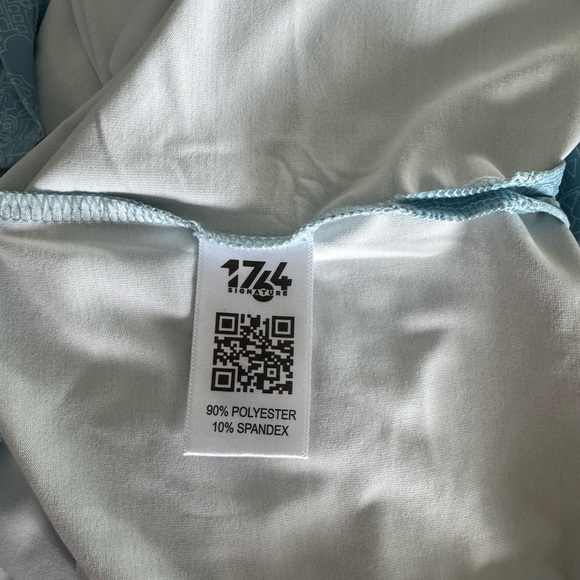 1764
SIGNATURE
90% POLYESTER
10% SPANDEX